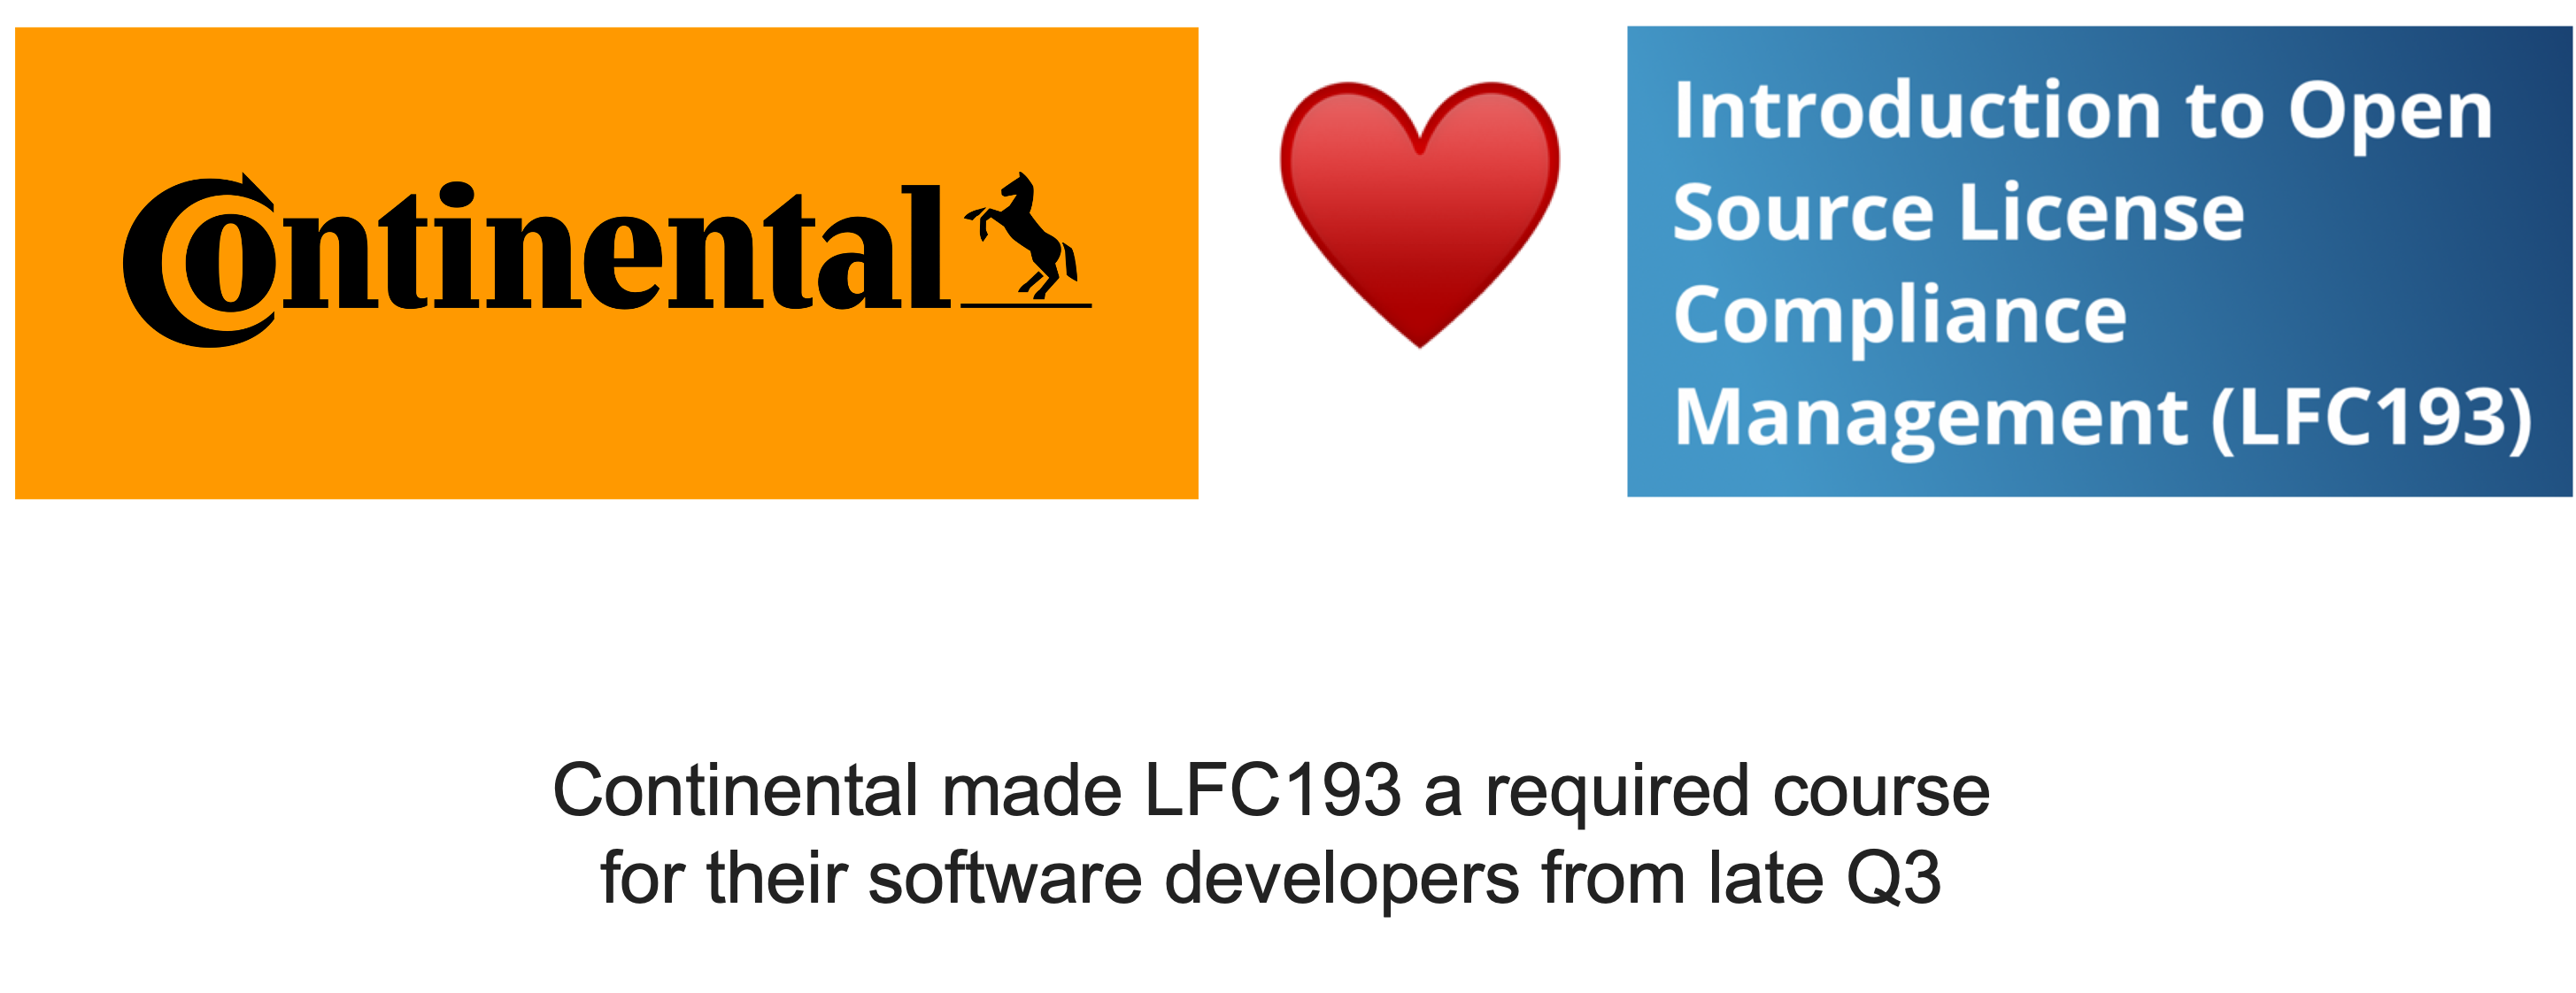 Continental
Introduction to Open
Source License
Compliance
Management (LFC193)
Continental made LFC193 a required course
for their software developers from late Q3